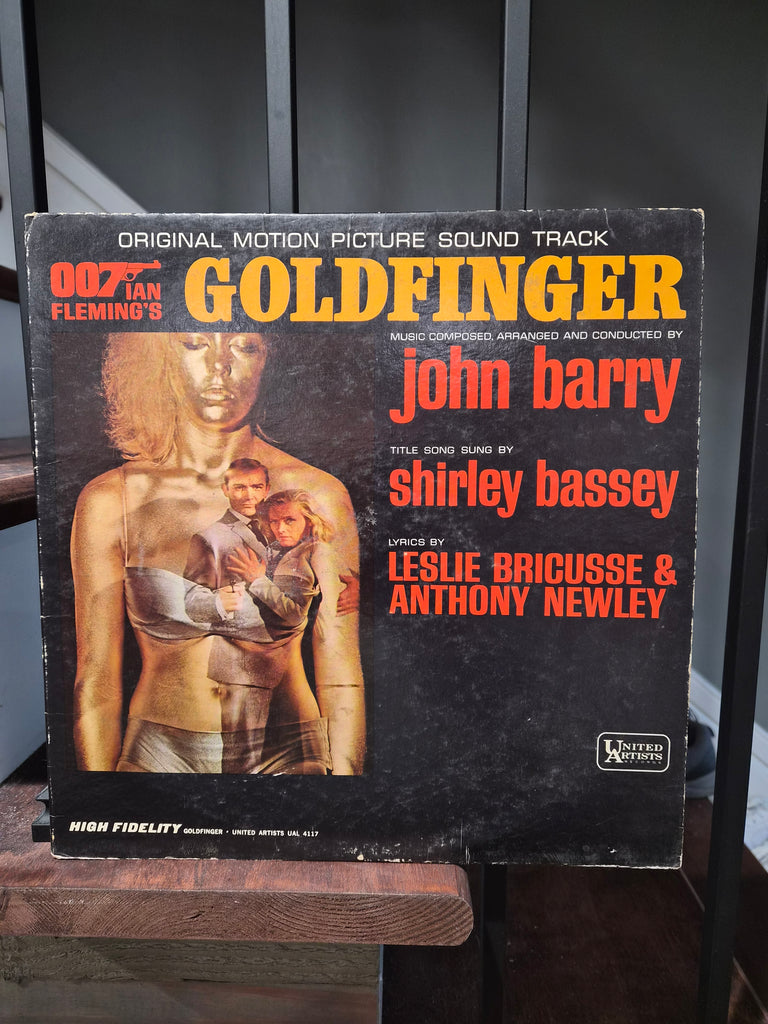 ORIGINAL MOTION PICTURE SOUND TRACK
007 IAN
FLEMING'S
GOLDFINGER
MUSIC COMPOSED, ARRANGED AND CONDUCTED BY
john barry
TITLE SONG SUNG BY
shirley bassey
LYRICS BY
LESLIE BRICUSSE &
ANTHONY NEWLEY
UNITED
ARTISTS
RECORDS
HIGH FIDELITY GOLDFINGER • UNITED ARTISTS UAL 4117